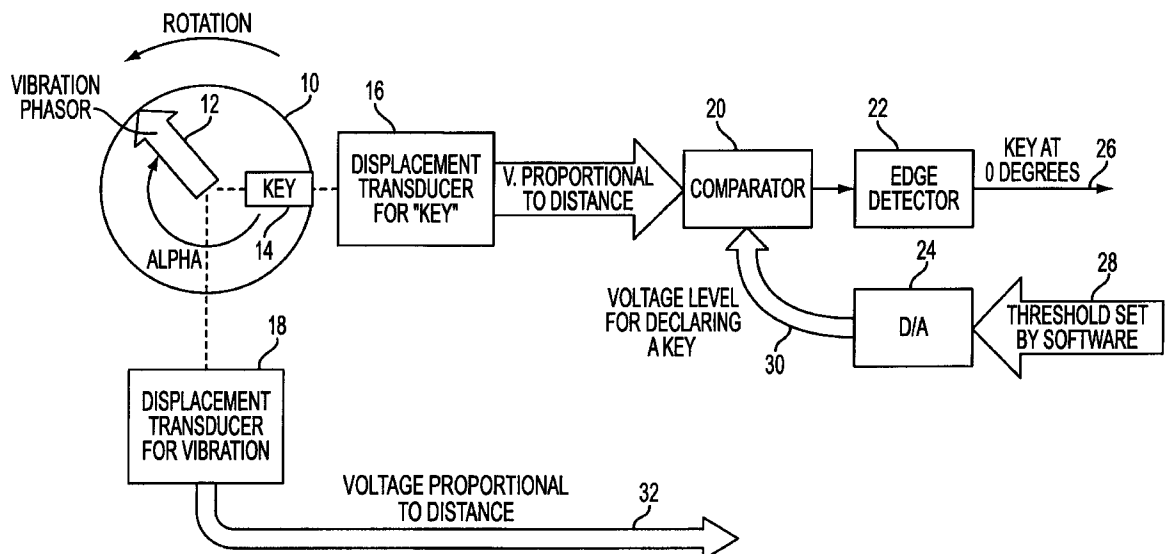 ROTATION
VIBRATION
PHASOR
12
10
KEY
14
ALPHA
16
DISPLACEMENT
TRANSDUCER
FOR "KEY"
V. PROPORTIONAL
TO DISTANCE
20
COMPARATOR
22
EDGE
DETECTOR
KEY AT
0 DEGREES
26
24
D/A
28
THRESHOLD SET
BY SOFTWARE
VOLTAGE LEVEL
FOR DECLARING
A KEY
30
18
DISPLACEMENT
TRANSDUCER
FOR VIBRATION
VOLTAGE PROPORTIONAL
TO DISTANCE
32